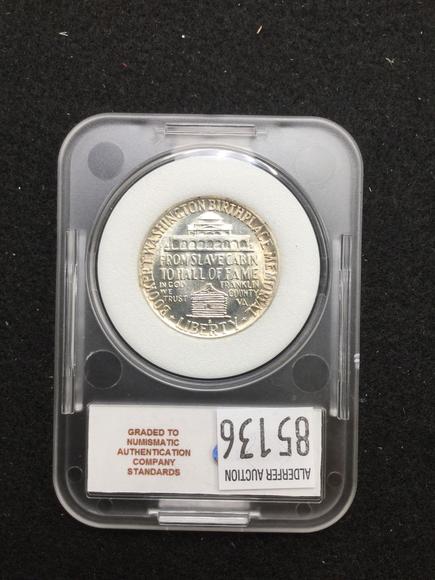 BOOKER T. WASHINGTON BIRTHPLACE MEMORIAL
FROM SLAVE CABIN
TO HALL OF FAME
IN GOD
WE
TRUST
FRANKLIN
COUNTY
VA.
LIBERTY
GRADED TO
NUMISMATIC
AUTHENTICATION
COMPANY
STANDARDS
85136
ALDERFER AUCTION